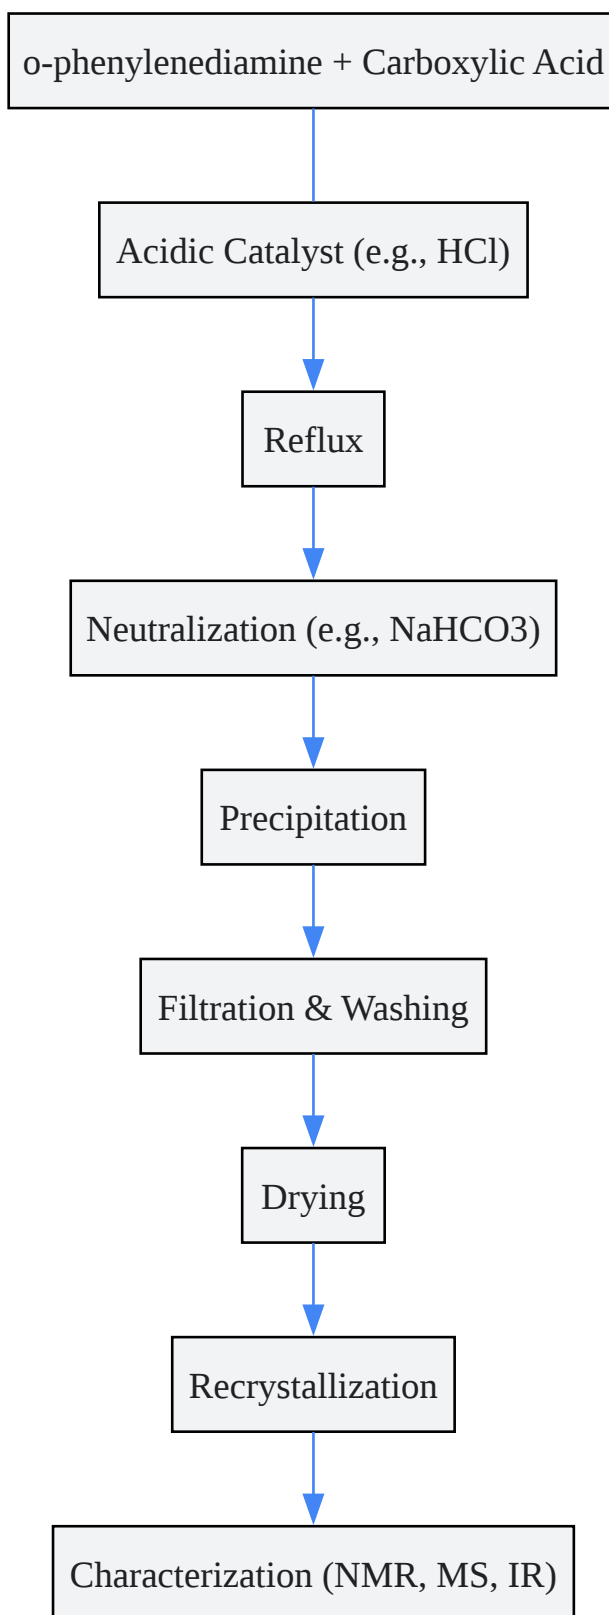 o-phenylenediamine + Carboxylic Acid
Acidic Catalyst (e.g., HCl)
Reflux
Neutralization (e.g., NaHCO3)
Precipitation
Filtration & Washing
Drying
Recrystallization
Characterization (NMR, MS, IR)